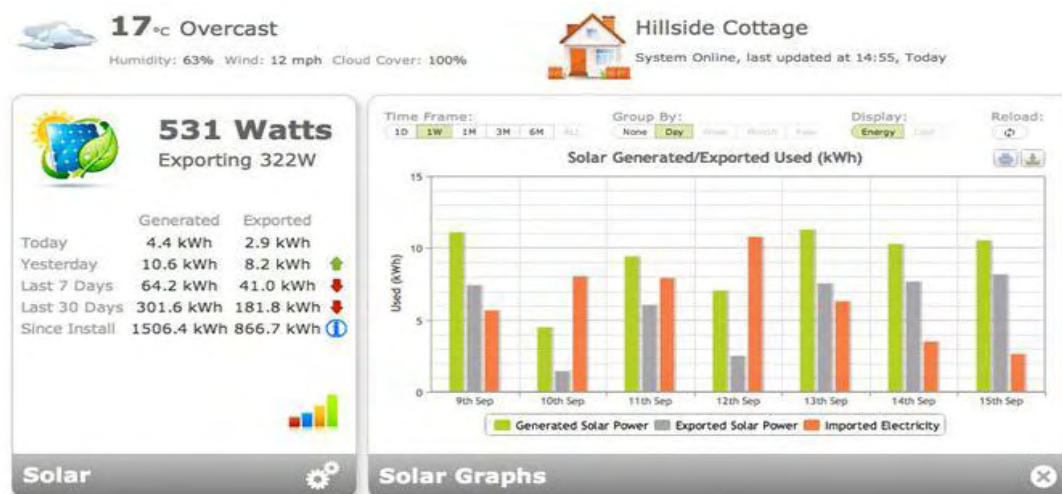 17°C Overcast
Humidity: 63% Wind: 12 mph Cloud Cover: 100%
Hillside Cottage
System Online, last updated at 14:55, Today
531 Watts
Exporting 322W
Generated Exported
Today 4.4 kWh 2.9 kWh
Yesterday 10.6 kWh 8.2 kWh
Last 7 Days 64.2 kWh 41.0 kWh
Last 30 Days 301.6 kWh 181.8 kWh
Since Install 1506.4 kWh 866.7 kWh
Solar
Time Frame: Group By: Display: Reload:
1D 1W 1M 3M 6M ALL None Day Week Month Year Energy Cost
Solar Generated/Exported Used (kWh)
15
10
5
0
Used (kWh)
9th Sep 10th Sep 11th Sep 12th Sep 13th Sep 14th Sep 15th Sep
Generated Solar Power Exported Solar Power Imported Electricity
Solar Graphs